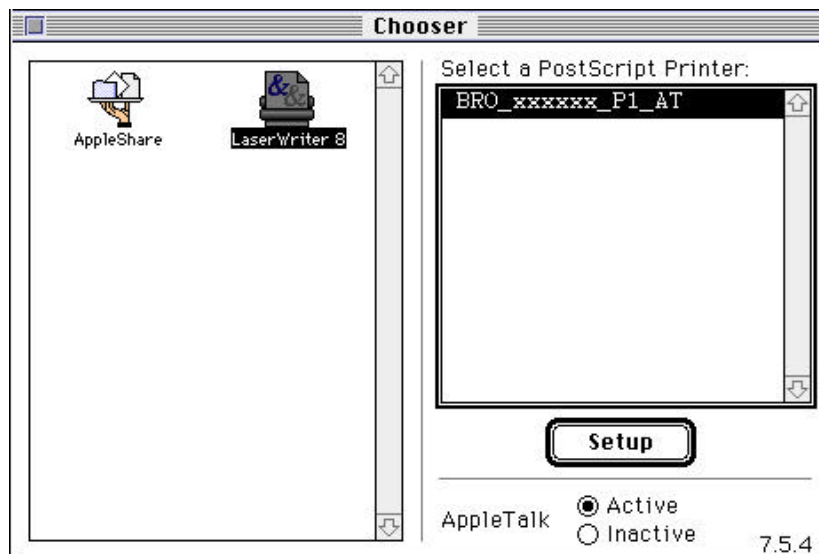 Chooser
AppleShare
LaserWriter 8
Select a PostScript Printer:
BRO_xxxxxx_P1_AT
Setup
AppleTalk
Active
Inactive
7.5.4